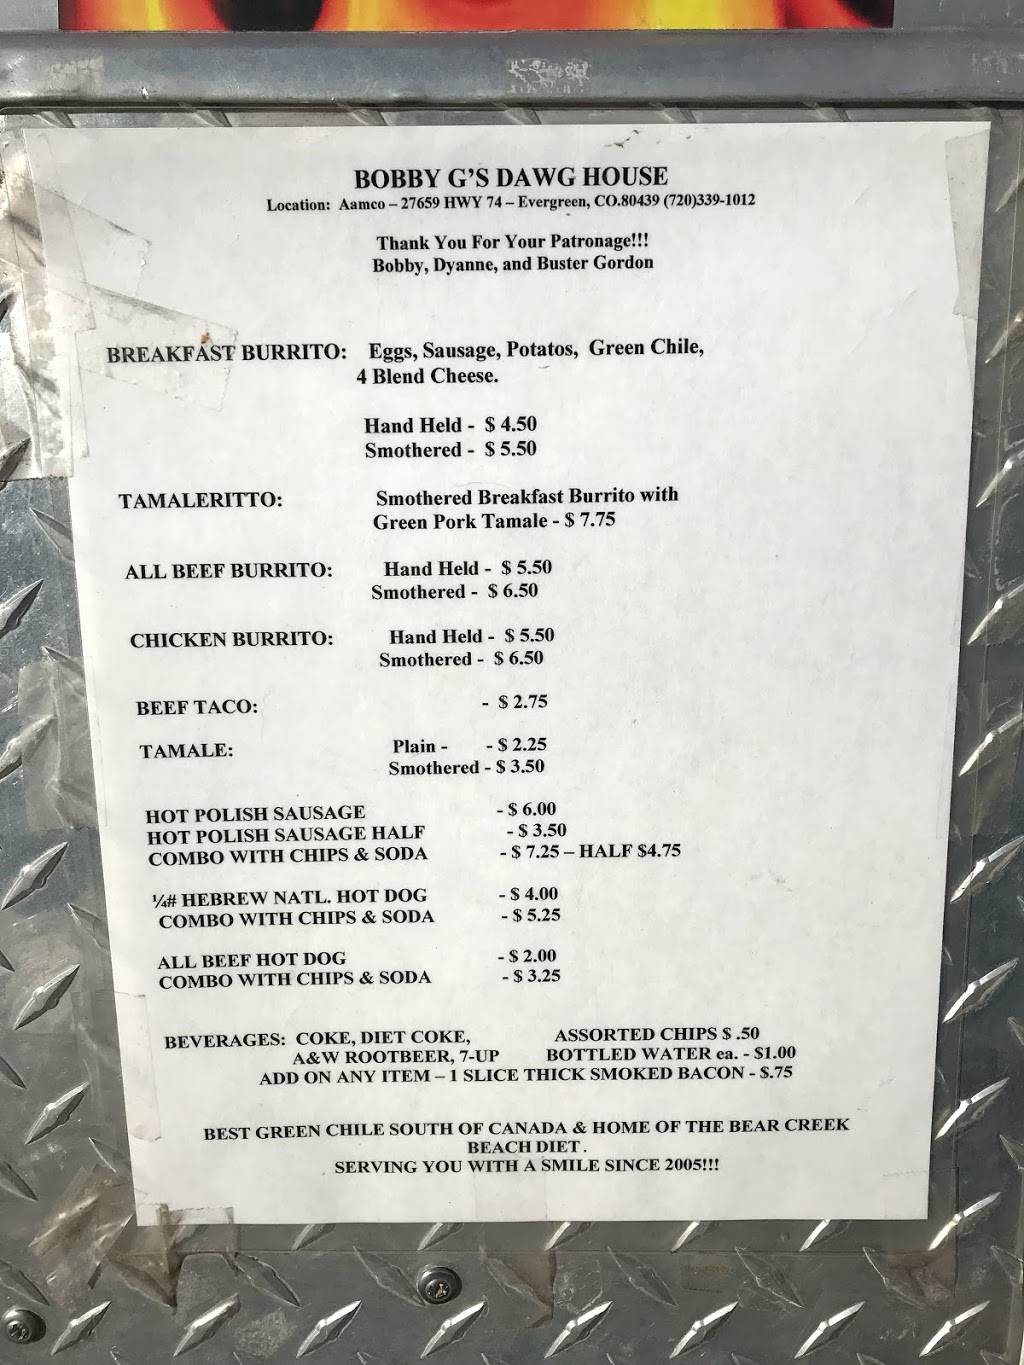 BOBBY G'S DAWG HOUSE
Location: Aamco – 27659 HWY 74 – Evergreen, CO.80439 (720)339-1012
Thank You For Your Patronage!!!
Bobby, Dyanne, and Buster Gordon
BREAKFAST BURRITO: Eggs, Sausage, Potatos, Green Chile,
4 Blend Cheese.
Hand Held - $ 4.50
Smothered - $ 5.50
TAMALERITTO: Smothered Breakfast Burrito with
Green Pork Tamale - $ 7.75
ALL BEEF BURRITO: Hand Held - $ 5.50
Smothered - $ 6.50
CHICKEN BURRITO: Hand Held - $ 5.50
Smothered - $ 6.50
BEEF TACO: - $ 2.75
TAMALE: Plain - - $ 2.25
Smothered - $ 3.50
HOT POLISH SAUSAGE - $ 6.00
HOT POLISH SAUSAGE HALF - $ 3.50
COMBO WITH CHIPS & SODA - $ 7.25 – HALF $4.75
¼# HEBREW NATL. HOT DOG - $ 4.00
COMBO WITH CHIPS & SODA - $ 5.25
ALL BEEF HOT DOG - $ 2.00
COMBO WITH CHIPS & SODA - $ 3.25
BEVERAGES: COKE, DIET COKE, ASSORTED CHIPS $ .50
A&W ROOTBEER, 7-UP BOTTLED WATER ea. - $1.00
ADD ON ANY ITEM – 1 SLICE THICK SMOKED BACON - $.75
BEST GREEN CHILE SOUTH OF CANADA & HOME OF THE BEAR CREEK
BEACH DIET.
SERVING YOU WITH A SMILE SINCE 2005!!!